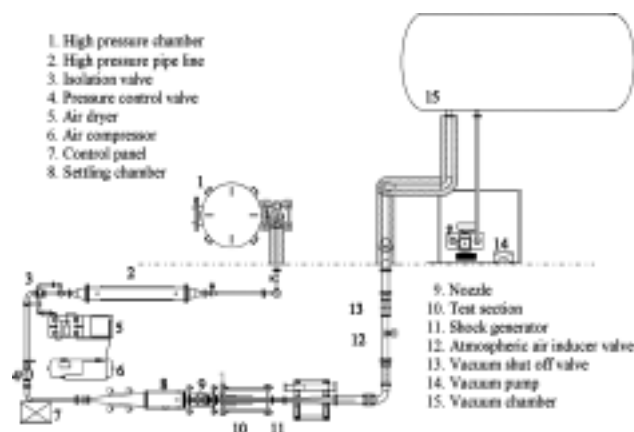 1. High pressure chamber
2. High pressure pipe line
3. Isolation valve
4. Pressure control valve
5. Air dryer
6. Air compressor
7. Control panel
8. Settling chamber
15
1
14
3
2
13
5
12
4
6
8
9
7
10
11
9. Nozzle
10. Test section
11. Shock generator
12. Atmospheric air inducer valve
13. Vacuum shut off valve
14. Vacuum pump
15. Vacuum chamber